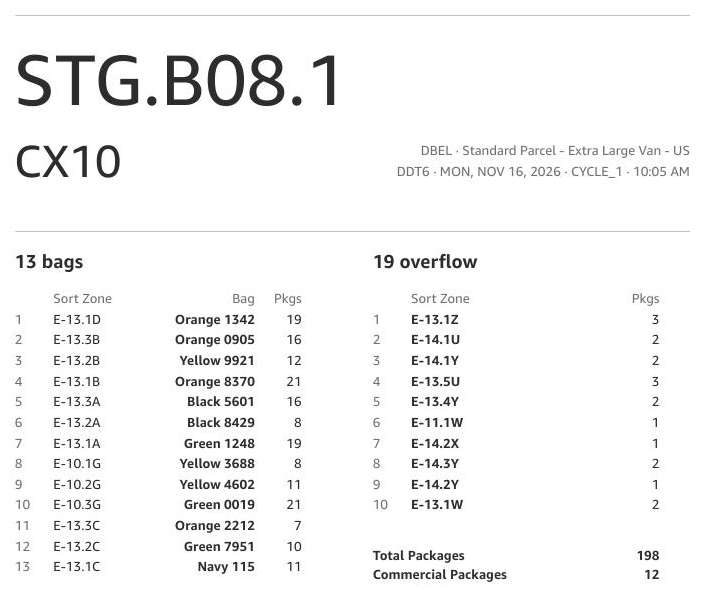 STG.B08.1
CX10
DBEL · Standard Parcel - Extra Large Van - US
DDT6 · MON, NOV 16, 2026 · CYCLE_1 · 10:05 AM
13 bags
Sort Zone Bag Pkgs
1 E-13.1D Orange 1342 19
2 E-13.3B Orange 0905 16
3 E-13.2B Yellow 9921 12
4 E-13.1B Orange 8370 21
5 E-13.3A Black 5601 16
6 E-13.2A Black 8429 8
7 E-13.1A Green 1248 19
8 E-10.1G Yellow 3688 8
9 E-10.2G Yellow 4602 11
10 E-10.3G Green 0019 21
11 E-13.3C Orange 2212 7
12 E-13.2C Green 7951 10
13 E-13.1C Navy 115 11
19 overflow
Sort Zone Pkgs
1 E-13.1Z 3
2 E-14.1U 2
3 E-14.1Y 2
4 E-13.5U 3
5 E-13.4Y 2
6 E-11.1W 1
7 E-14.2X 1
8 E-14.3Y 2
9 E-14.2Y 1
10 E-13.1W 2
Total Packages 198
Commercial Packages 12